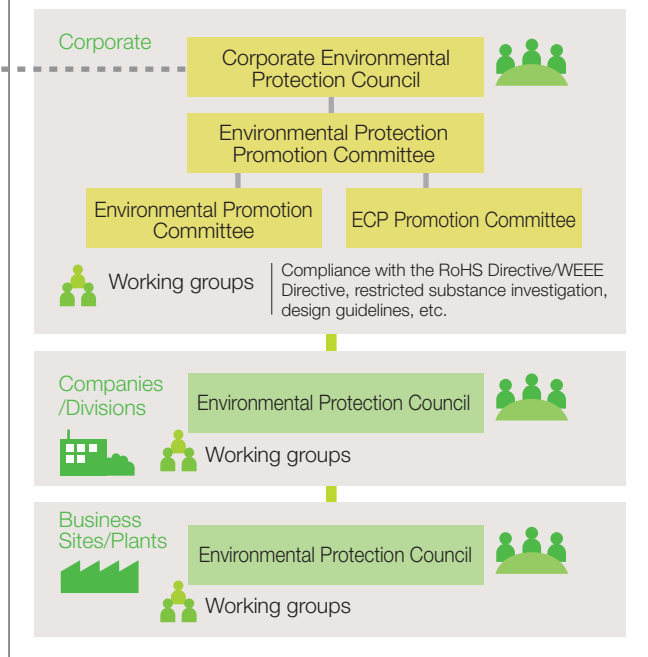 Corporate
Corporate Environmental
Protection Council
Environmental Protection
Promotion Committee
Environmental Promotion
Committee
ECP Promotion Committee
Working groups
Compliance with the RoHS Directive/WEEE
Directive, restricted substance investigation,
design guidelines, etc.
Companies
/Divisions
Environmental Protection Council
Working groups
Business
Sites/Plants
Environmental Protection Council
Working groups